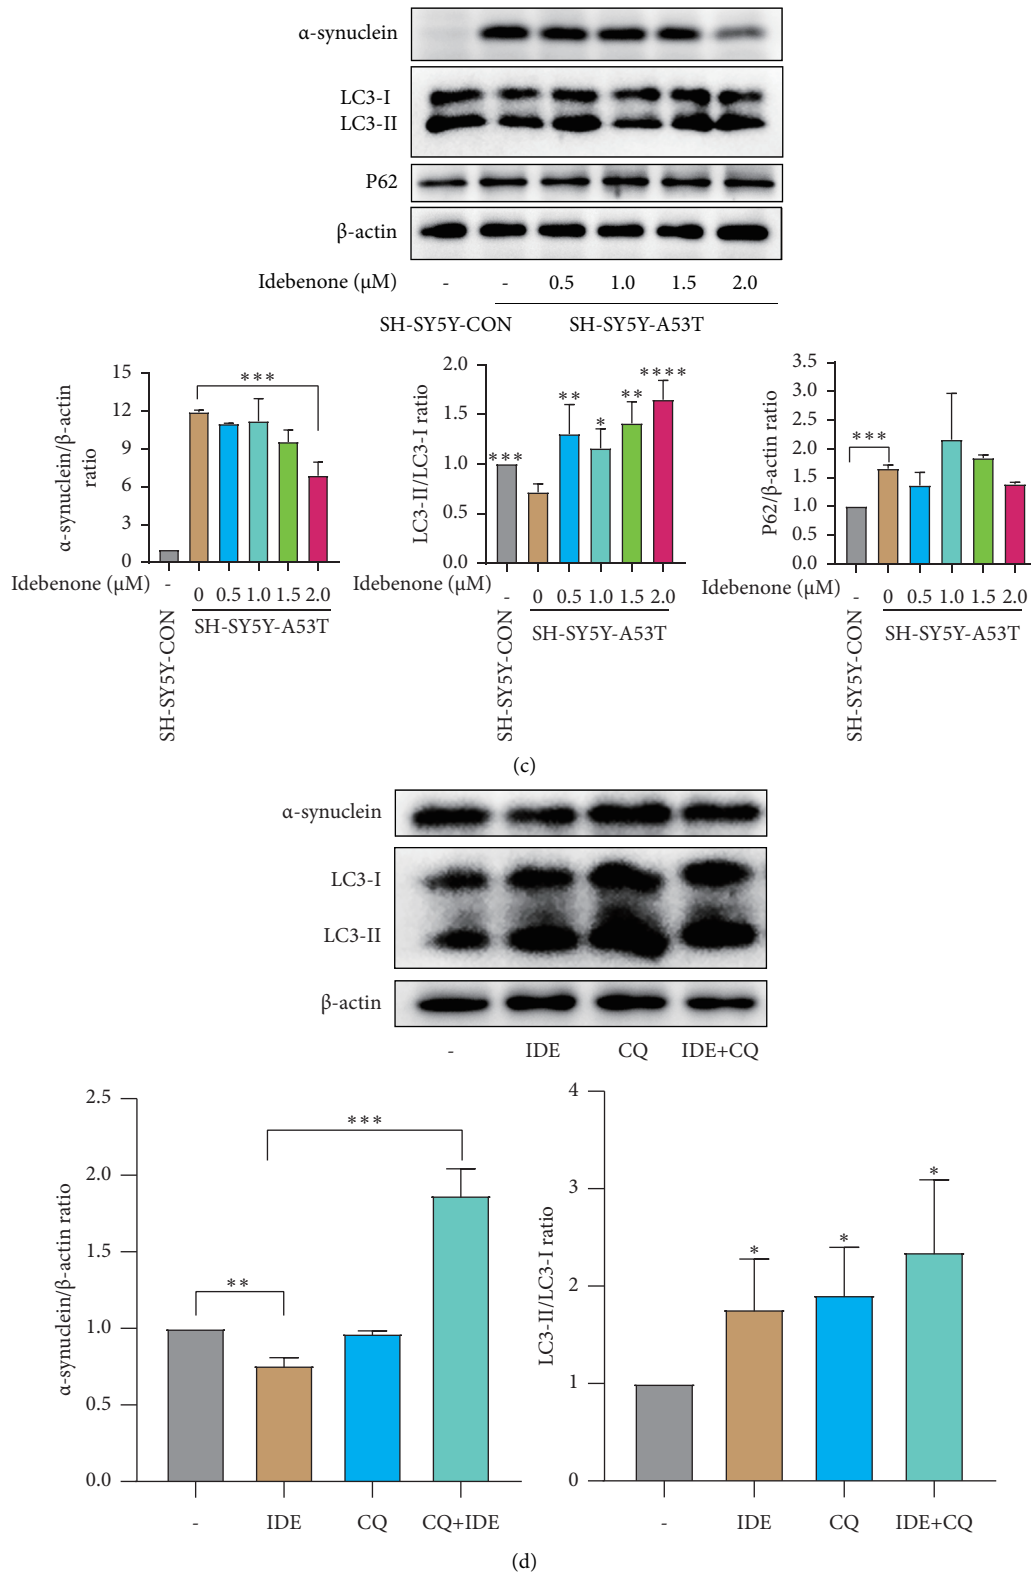 α-synuclein
LC3-I
LC3-II
P62
β-actin
Idebenone (μM) - - 0.5 1.0 1.5 2.0
SH-SY5Y-CON SH-SY5Y-A53T
α-synuclein/β-actin
ratio
15
12
9
6
3
0
***
Idebenone (μM) - 0 0.5 1.0 1.5 2.0
SH-SY5Y-CON
SH-SY5Y-A53T
LC3-II/LC3-I ratio
2.0
1.5
1.0
0.5
0.0
*** ** * ** ****
Idebenone (μM) - 0 0.5 1.0 1.5 2.0
SH-SY5Y-CON
SH-SY5Y-A53T
P62/β-actin ratio
3.5
3.0
2.5
2.0
1.5
1.0
0.5
0.0
***
Idebenone (μM) - 0 0.5 1.0 1.5 2.0
SH-SY5Y-CON
SH-SY5Y-A53T
(c)
α-synuclein
LC3-I
LC3-II
β-actin
- IDE CQ IDE+CQ
α-synuclein/β-actin ratio
2.5
2.0
1.5
1.0
0.5
0.0
**
***
- IDE CQ CQ+IDE
LC3-II/LC3-I ratio
4
3
2
1
0
* * *
- IDE CQ IDE+CQ
(d)